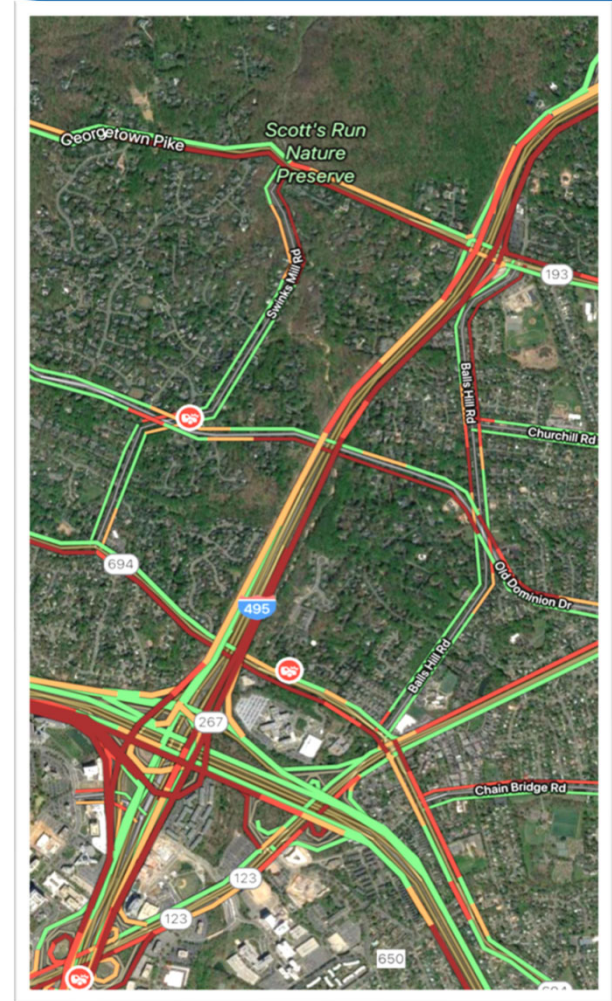 Scott's Run
Nature
Preserve
Georgetown Pike
193
Swinks Mill Rd
Balls Hill Rd
Churchill Rd
694
Old Dominion Dr
495
Balls Hill Rd
267
Chain Bridge Rd
123
123
650